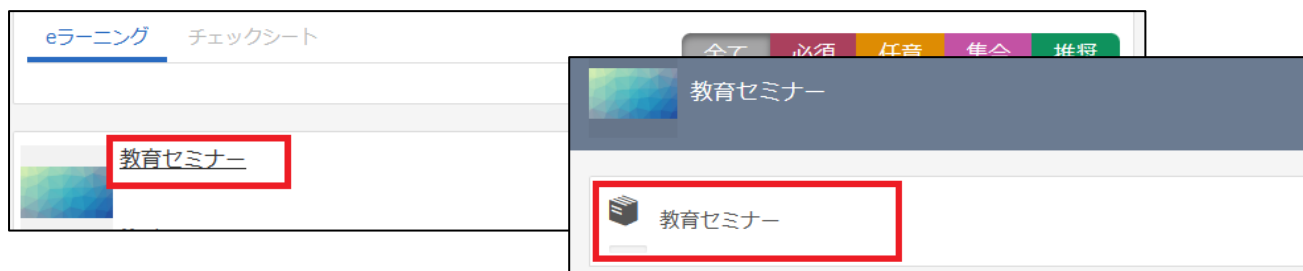 eラーニング チェックシート
全て 必須 任意 集合 推奨
教育セミナー
教育セミナー
教育セミナー